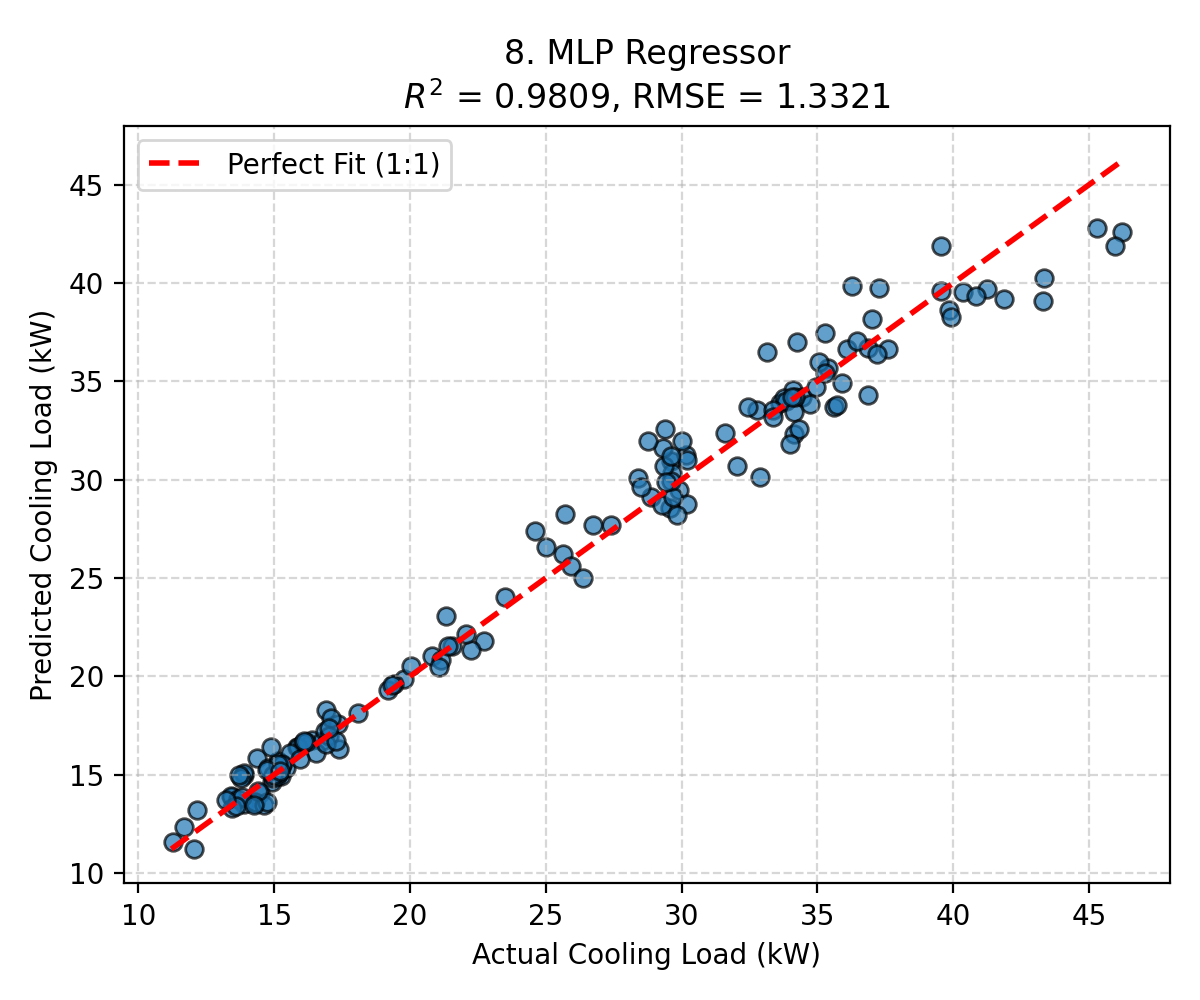 8. MLP Regressor
R² = 0.9809, RMSE = 1.3321
Perfect Fit (1:1)
45
40
35
30
25
20
15
10
Predicted Cooling Load (kW)
10 15 20 25 30 35 40 45
Actual Cooling Load (kW)